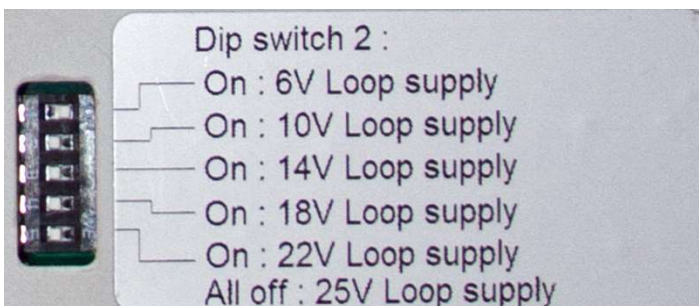 Dip switch 2 :
On : 6V Loop supply
On : 10V Loop supply
On : 14V Loop supply
On : 18V Loop supply
On : 22V Loop supply
All off : 25V Loop supply